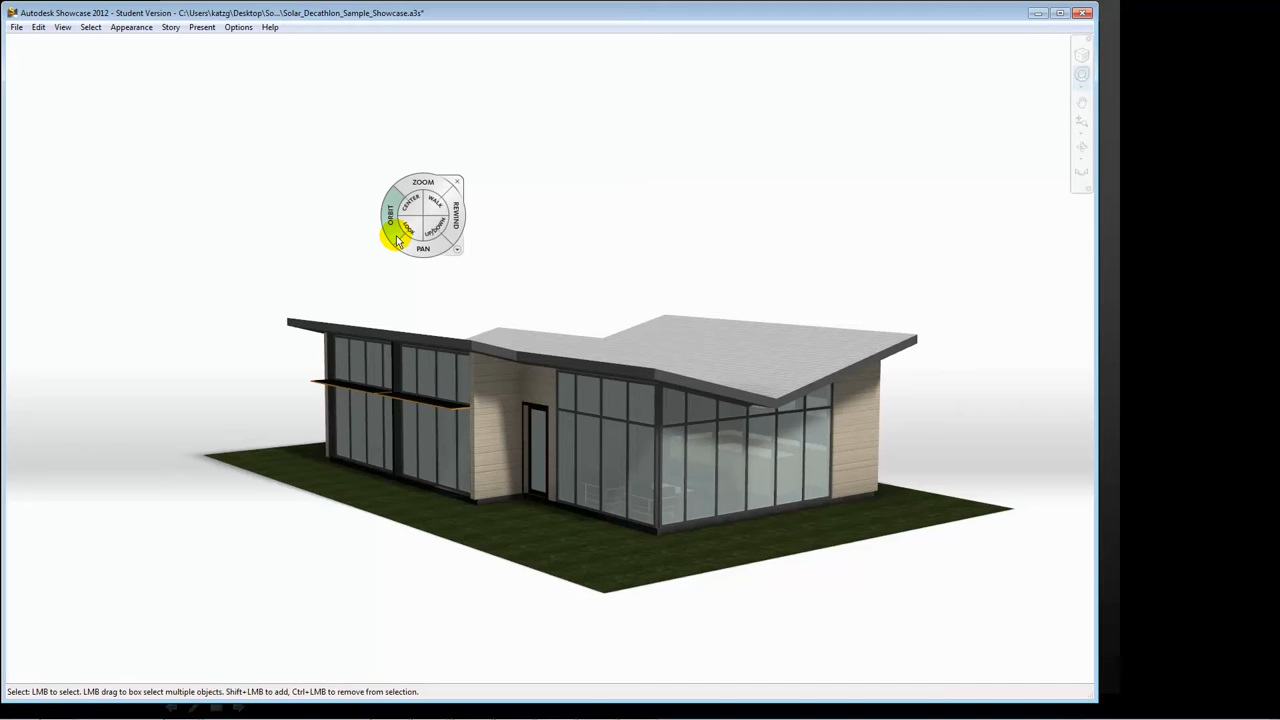 Autodesk Showcase 2012 - Student Version - C:\Users\katzg\Desktop\So...\Solar_Decathlon_Sample_Showcase.a3s*
File Edit View Select Appearance Story Present Options Help
ZOOM
CENTER WALK
ORBIT REWIND
LOOK UP/DOWN
PAN
Select: LMB to select. LMB drag to box select multiple objects. Shift+LMB to add, Ctrl+LMB to remove from selection.